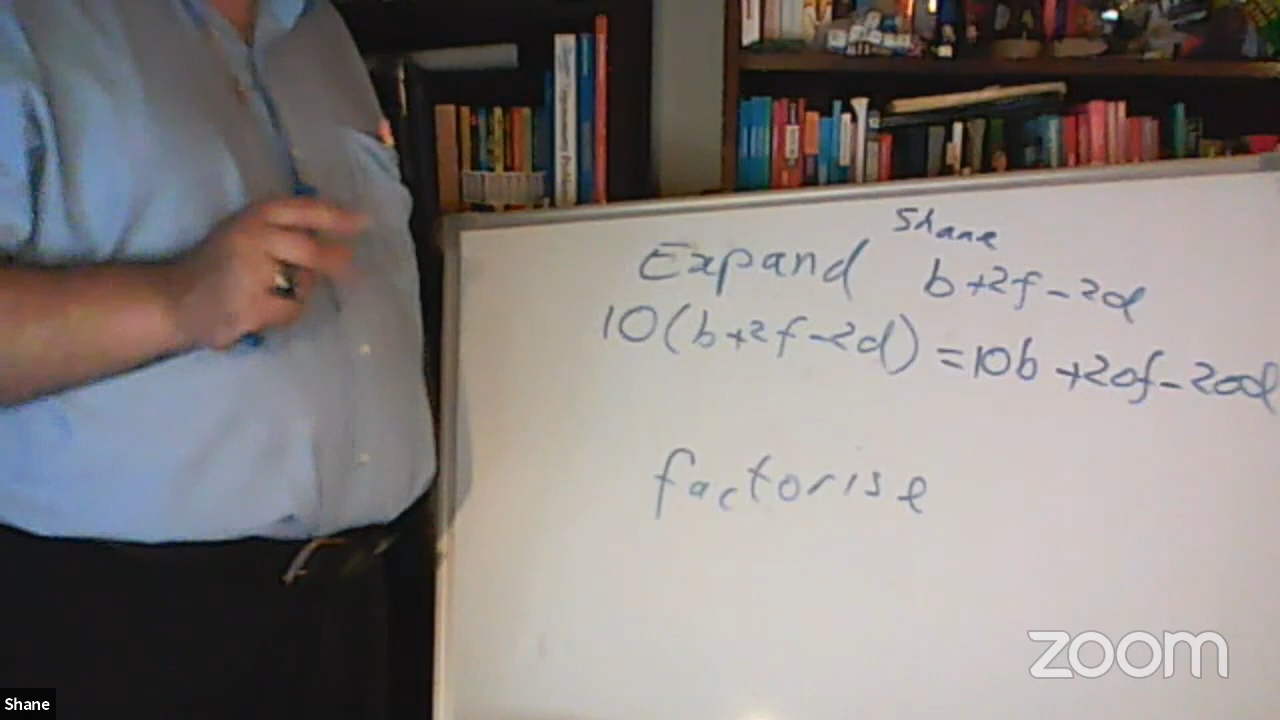 Shane
Expand b+2f-2d
10(b+2f-2d) =10b +20f-20d
factorise
zoom
Shane